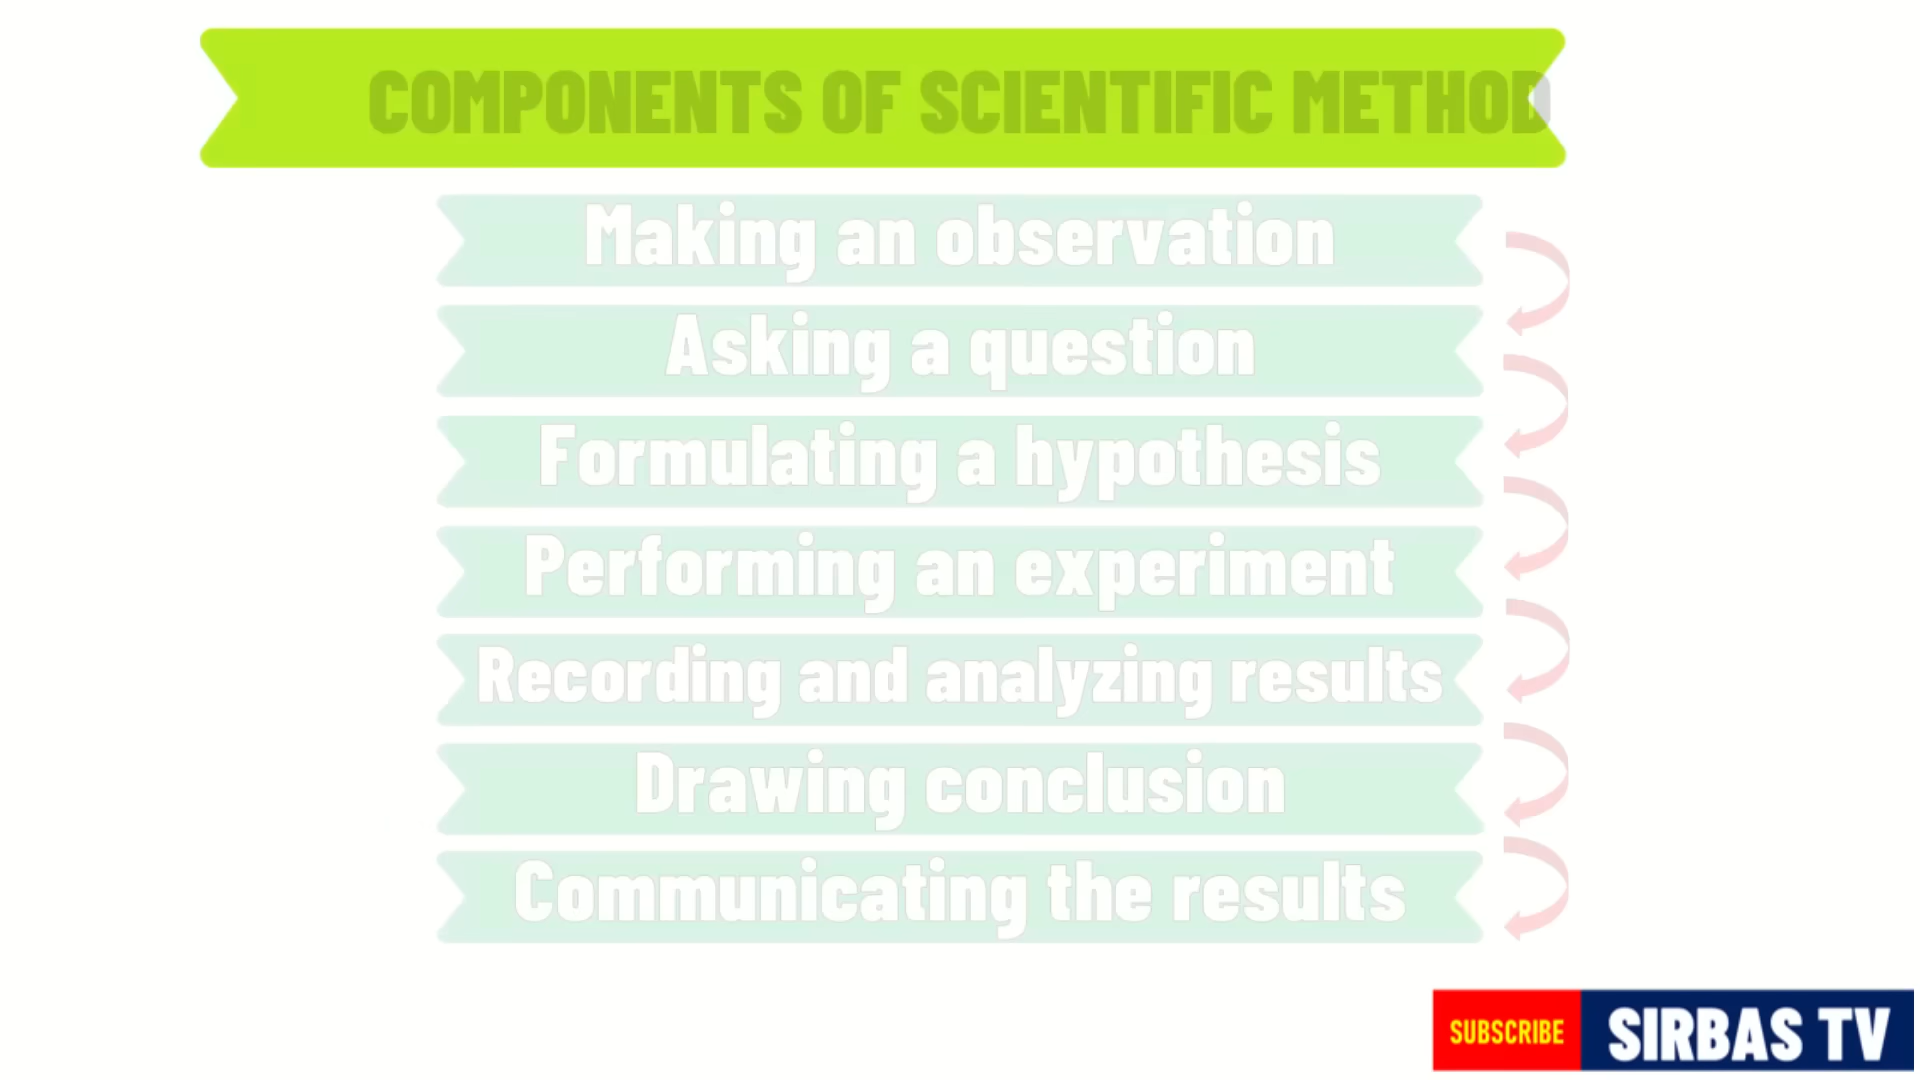 COMPONENTS OF SCIENTIFIC METHOD
Making an observation
Asking a question
Formulating a hypothesis
Performing an experiment
Recording and analyzing results
Drawing conclusion
Communicating the results
SUBSCRIBE SIRBAS TV